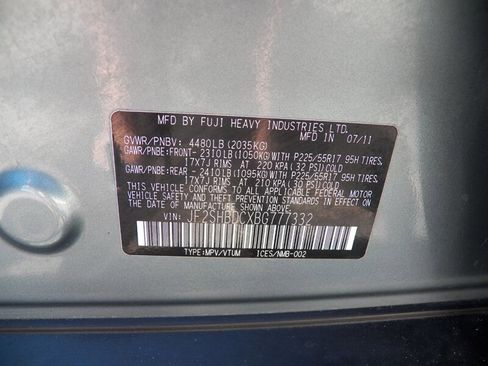 MFD BY FUJI HEAVY INDUSTRIES LTD.
MFD IN 07/11
GVWR/PNBV: 4480LB(2035KG)
GAWR/PNBE:FRONT- 2310LB(1050KG)WITH P225/55R17 95H TIRES,
17X7J RIMS AT 220 KPA( 32 PSI)COLD
GAWR/PNBE:REAR - 2410LB(1095KG)WITH P225/55R17 95H TIRES,
17X7J RIMS AT 210 KPA( 30 PSI)COLD
THIS VEHICLE CONFORMS TO ALL APPLICABLE FEDERAL MOTOR
VEHICLE SAFETY AND THEFT PREVENTION STANDARDS IN EFFECT ON
THE DATE OF MANUFACTURE SHOWN ABOVE.
VIN: JF2SHBDCXBG777332
TYPE:MPV/VTUM ICES/NMB-002